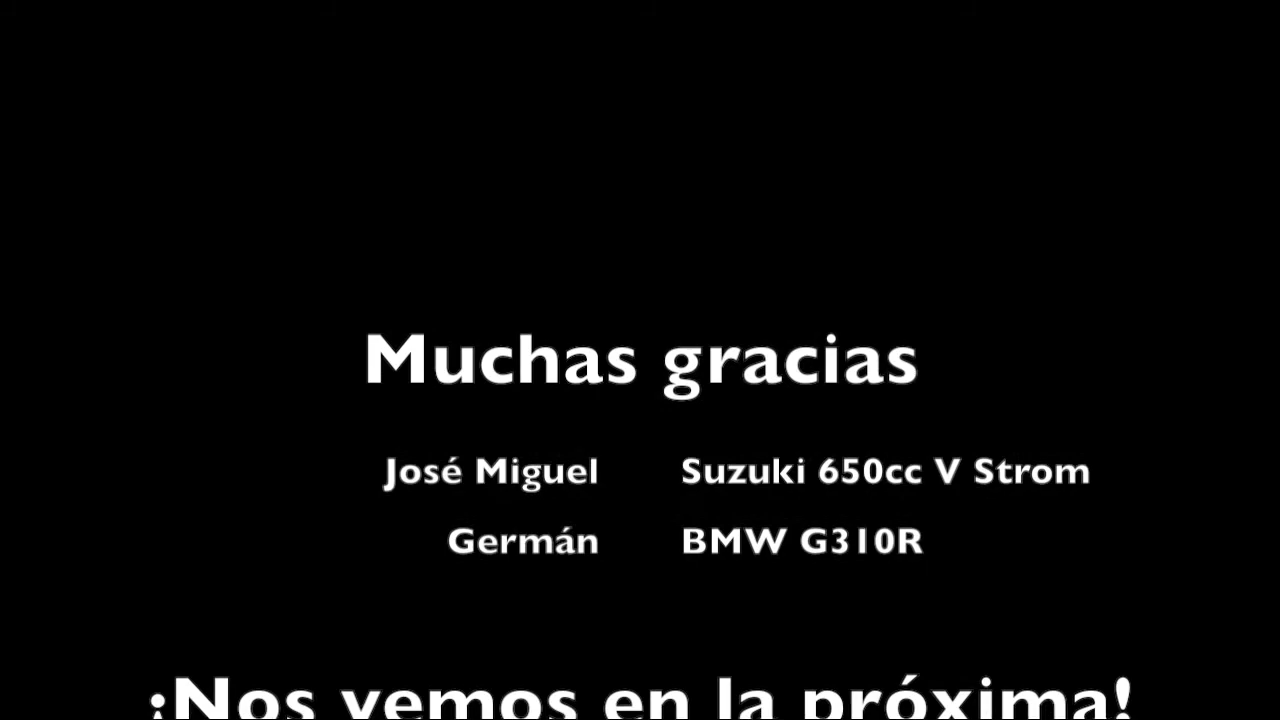 Muchas gracias
José Miguel Suzuki 650cc V Strom
Germán BMW G310R
¡Nos vemos en la próxima!